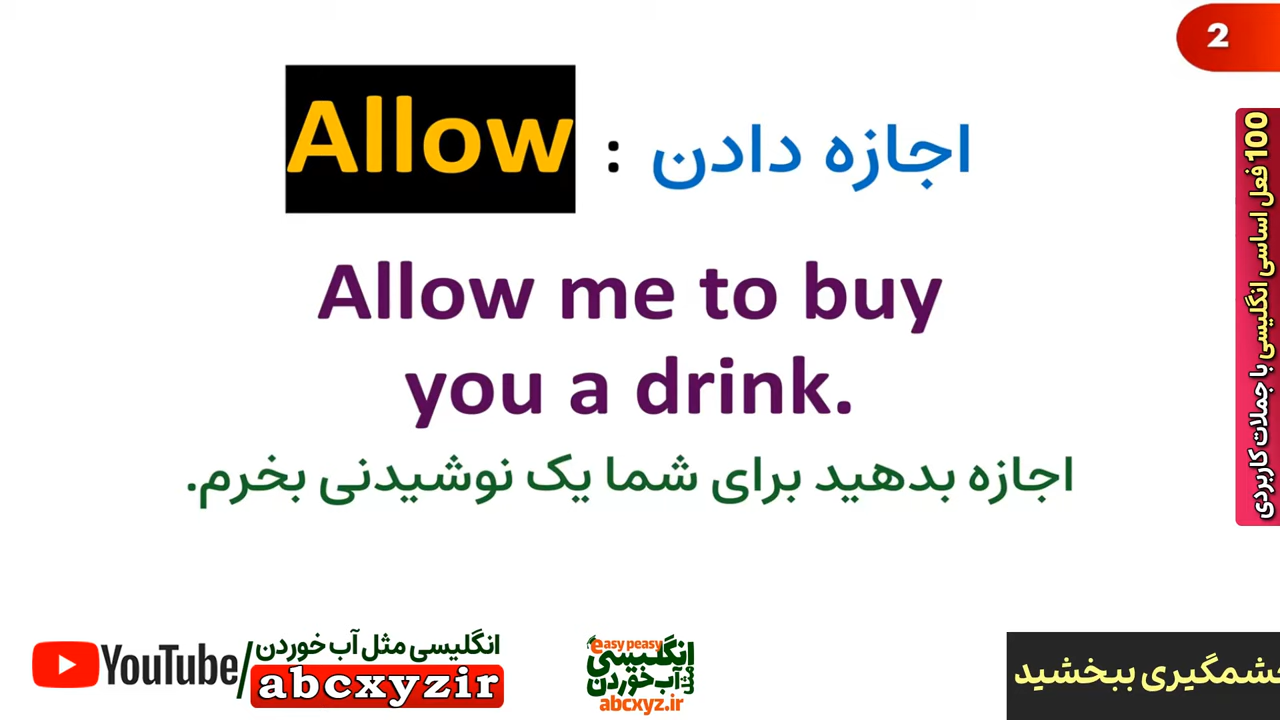 2
Allow : اجازه دادن
Allow me to buy
you a drink.
اجازه بدهید برای شما یک نوشیدنی بخرم.
100 فعل اساسی انگلیسی با جملات کاربردی
YouTube/انگلیسی مثل آب خوردن
abcxyzir
easy peasy
انگلیسی
مثل آب خوردن
abcxyz.ir
چشمگیری ببخشید